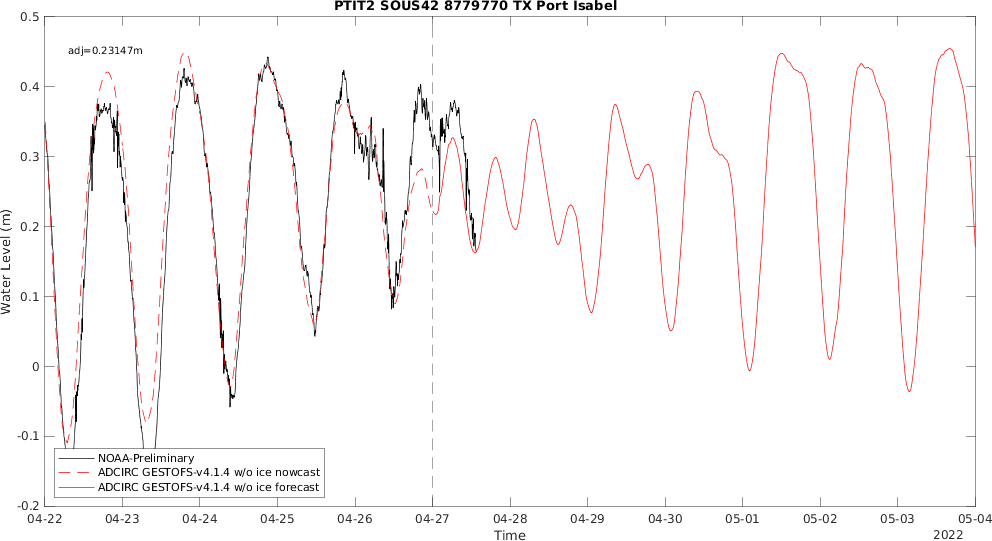 PTIT2 SOUS42 8779770 TX Port Isabel
adj=0.23147m
0.5
0.4
0.3
0.2
0.1
0
-0.1
-0.2
Water Level (m)
NOAA-Preliminary
ADCIRC GESTOFS-v4.1.4 w/o ice nowcast
ADCIRC GESTOFS-v4.1.4 w/o ice forecast
04-22 04-23 04-24 04-25 04-26 04-27 04-28 04-29 04-30 05-01 05-02 05-03 05-04
Time
2022